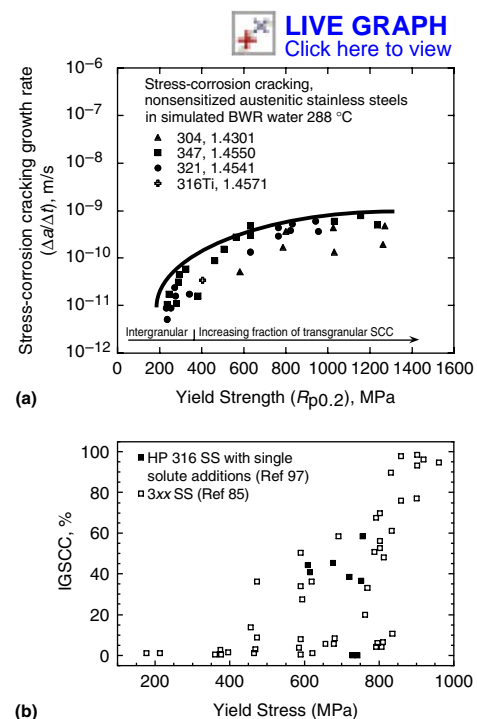 LIVE GRAPH
Click here to view
Stress-corrosion cracking growth rate
(Δa/Δt), m/s
10−6
10−7
10−8
10−9
10−10
10−11
10−12
Stress-corrosion cracking,
nonsensitized austenitic stainless steels
in simulated BWR water 288 °C
304, 1.4301
347, 1.4550
321, 1.4541
316Ti, 1.4571
Intergranular
Increasing fraction of transgranular SCC
0 200 400 600 800 1000 1200 1400 1600
Yield Strength (Rp0.2), MPa
(a)
IGSCC, %
100
80
60
40
20
0
HP 316 SS with single
solute additions (Ref 97)
3xx SS (Ref 85)
200 400 600 800 1000
Yield Stress (MPa)
(b)